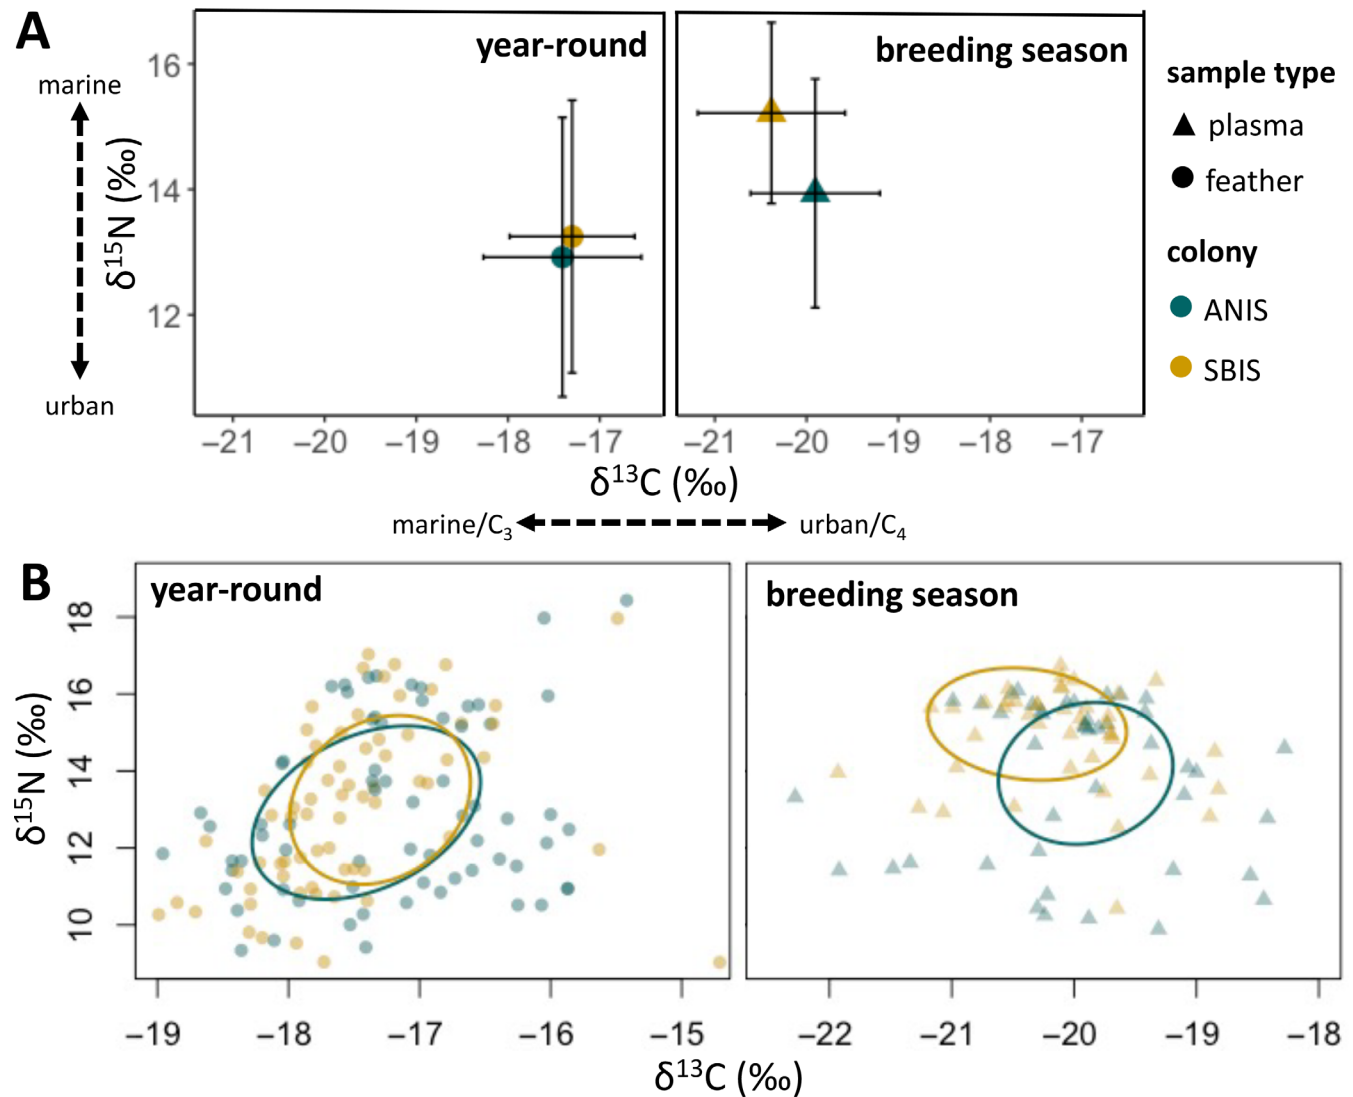 A
year-round
breeding season
marine
urban
δ¹⁵N (‰)
16
14
12
−21 −20 −19 −18 −17
−21 −20 −19 −18 −17
δ¹³C (‰)
marine/C₃
urban/C₄
sample type
plasma
feather
colony
ANIS
SBIS
B
year-round
breeding season
δ¹⁵N (‰)
18
16
14
12
10
−19 −18 −17 −16 −15
−22 −21 −20 −19 −18
δ¹³C (‰)